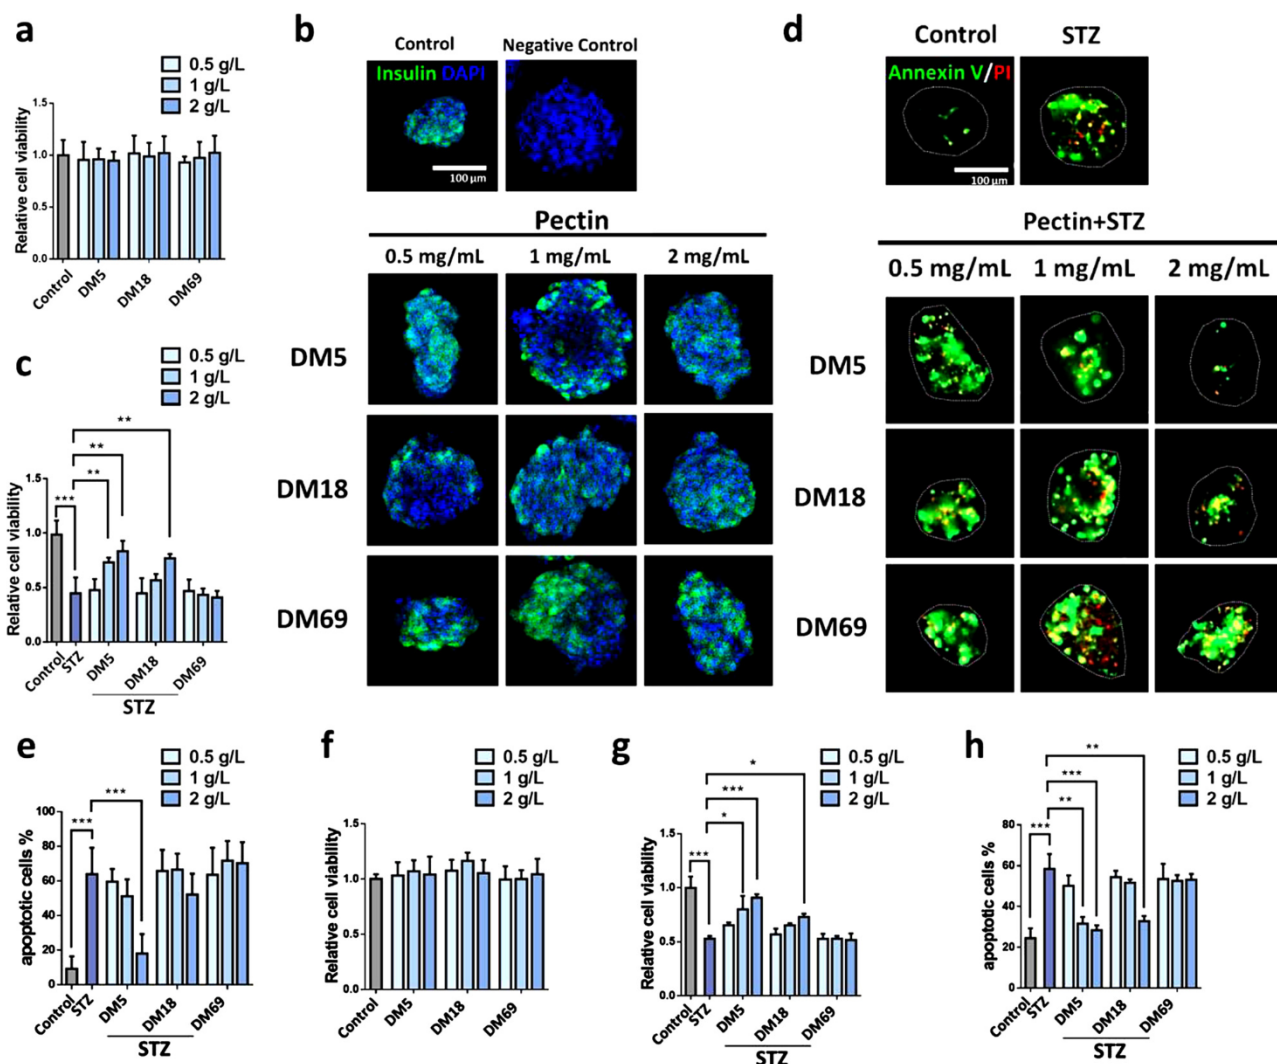 a
0.5 g/L
1 g/L
2 g/L
Relative cell viability
1.5
1.0
0.5
0.0
Control
DM5
DM18
DM69
b
Control
Negative Control
Insulin DAPI
100 µm
Pectin
0.5 mg/mL
1 mg/mL
2 mg/mL
DM5
DM18
DM69
c
0.5 g/L
1 g/L
2 g/L
Relative cell viability
1.5
1.0
0.5
0.0
***
**
**
**
Control
STZ
DM5
DM18
DM69
STZ
d
Control
STZ
Annexin V/PI
100 µm
Pectin+STZ
0.5 mg/mL
1 mg/mL
2 mg/mL
DM5
DM18
DM69
e
0.5 g/L
1 g/L
2 g/L
apoptotic cells %
100
80
60
40
20
0
***
***
Control
STZ
DM5
DM18
DM69
STZ
f
0.5 g/L
1 g/L
2 g/L
Relative cell viability
1.5
1.0
0.5
0.0
Control
DM5
DM18
DM69
g
0.5 g/L
1 g/L
2 g/L
Relative cell viability
1.5
1.0
0.5
0.0
***
*
***
*
Control
STZ
DM5
DM18
DM69
STZ
h
0.5 g/L
1 g/L
2 g/L
apoptotic cells %
80
60
40
20
0
***
**
***
**
Control
STZ
DM5
DM18
DM69
STZ